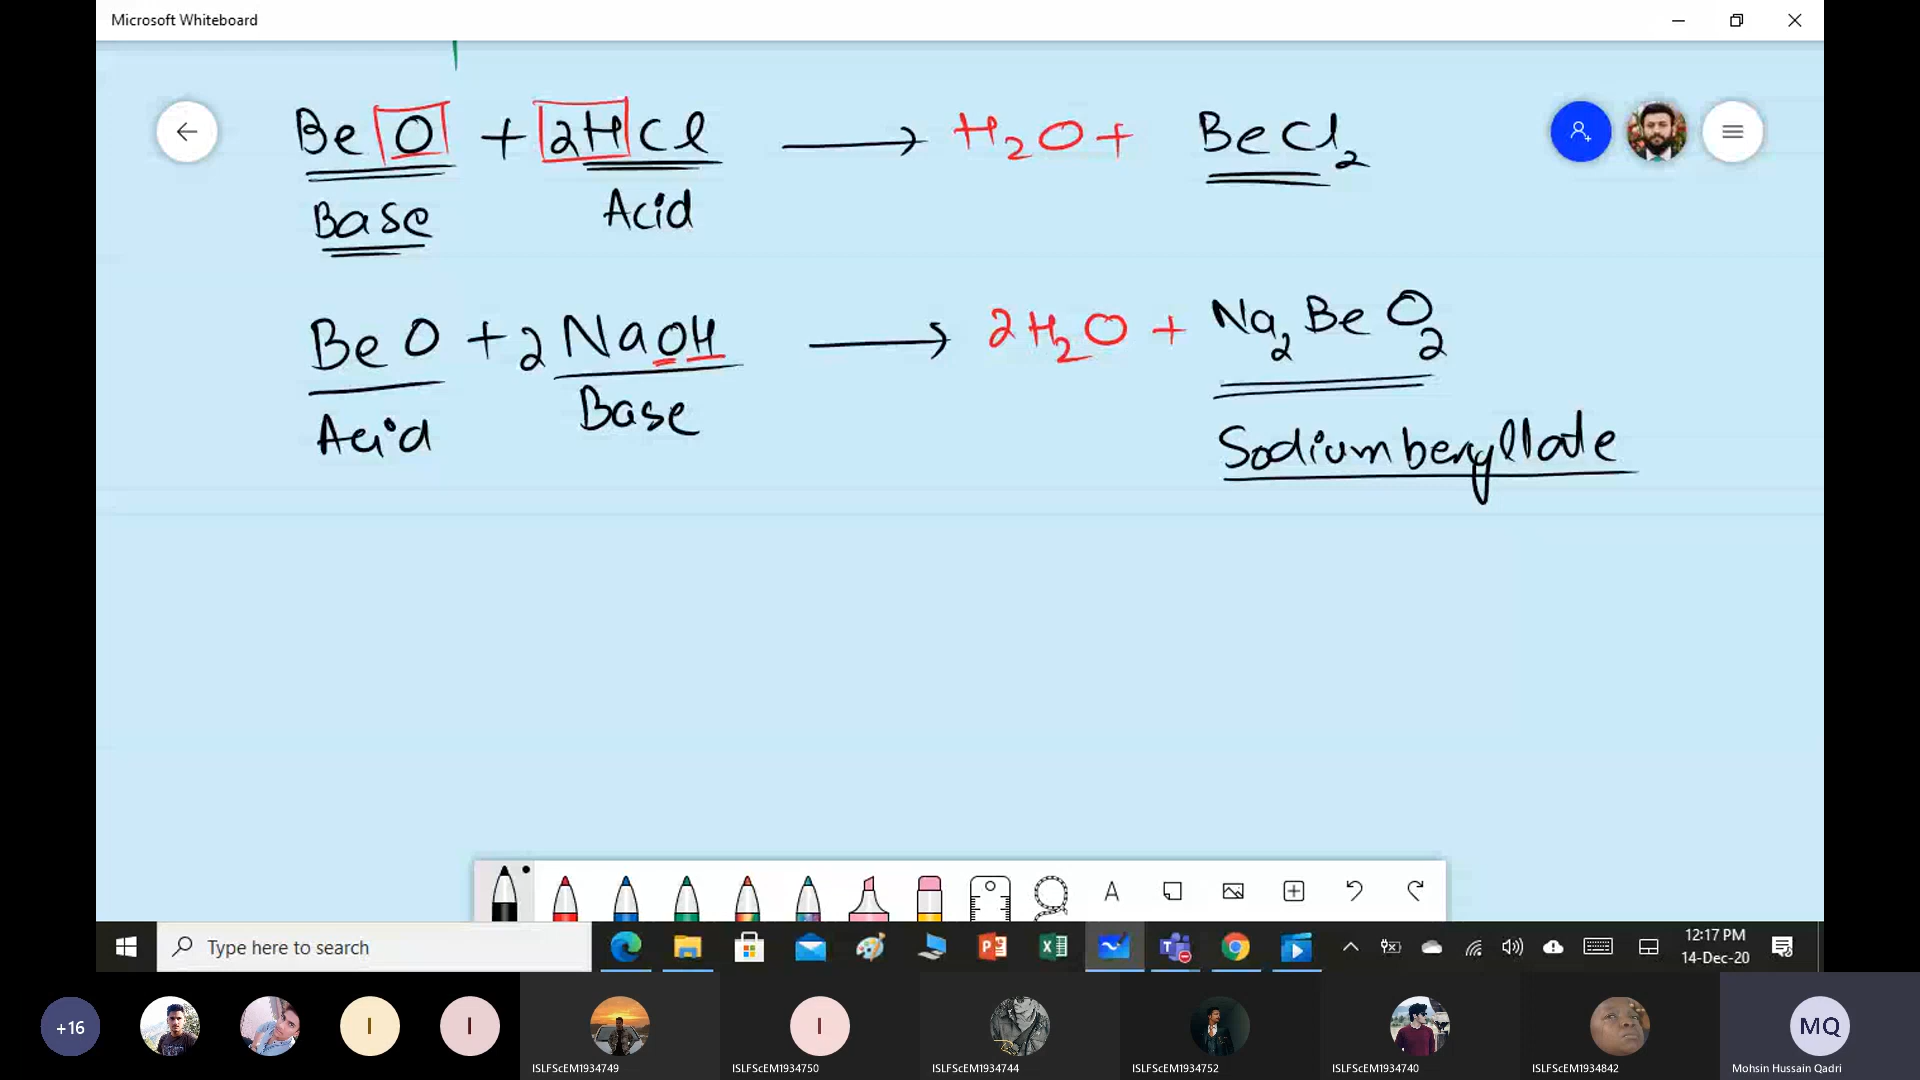 Microsoft Whiteboard
BeO + 2HCl ⟶ H₂O + BeCl₂
Base Acid
BeO + 2NaOH ⟶ 2H₂O + Na₂BeO₂
Acid Base
Sodium beryllate
A
Type here to search
12:17 PM
14-Dec-20
+16
I
I
I
MQ
ISLFScEM1934749
ISLFScEM1934750
ISLFScEM1934744
ISLFScEM1934752
ISLFScEM1934740
ISLFScEM1934842
Mohsin Hussain Qadri